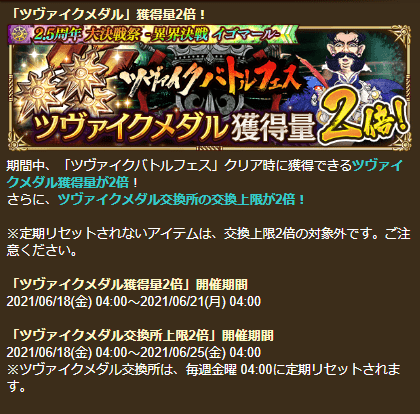 「ツヴァイクメダル」獲得量2倍！
2.5周年 大決戦祭 -異界決戦 イゴマール-
ツヴァイクバトルフェス
ツヴァイクメダル 獲得量 2倍!
期間中、「ツヴァイクバトルフェス」クリア時に獲得できるツヴァイ
クメダル獲得量が2倍！
さらに、ツヴァイクメダル交換所の交換上限が2倍！
※定期リセットされないアイテムは、交換上限2倍の対象外です。ご注
意ください。
「ツヴァイクメダル獲得量2倍」開催期間
2021/06/18(金) 04:00～2021/06/21(月) 04:00
「ツヴァイクメダル交換所上限2倍」開催期間
2021/06/18(金) 04:00～2021/06/25(金) 04:00
※ツヴァイクメダル交換所は、毎週金曜 04:00に定期リセットされま
す。